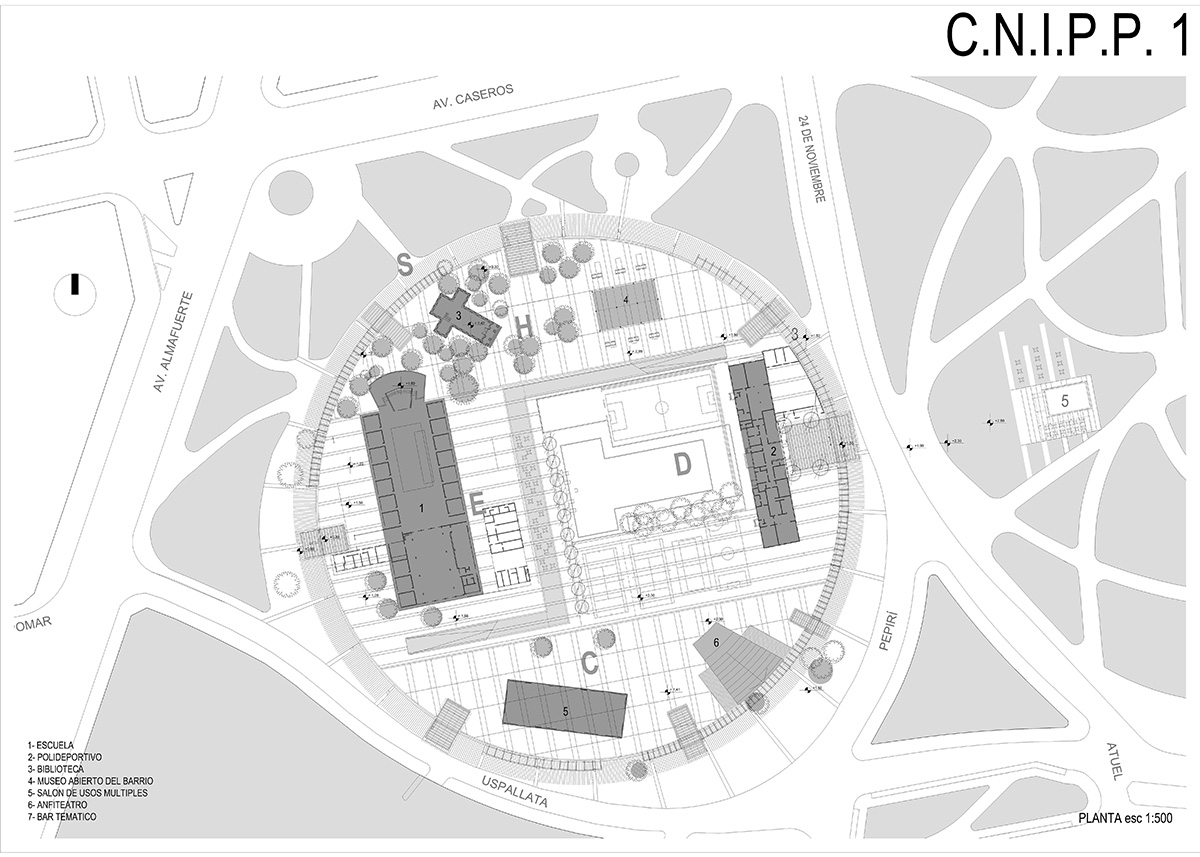 C.N.I.P.P. 1
AV. CASEROS
24 DE NOVIEMBRE
AV. ALMAFUERTE
S
H
3
4
3
5
2
D
E
1
POMAR
PEPIRÍ
6
C
5
ATUEL
USPALLATA
1- ESCUELA
2- POLIDEPORTIVO
3- BIBLIOTECA
4- MUSEO ABIERTO DEL BARRIO
5- SALON DE USOS MULTIPLES
6- ANFITEATRO
7- BAR TEMATICO
PLANTA esc 1:500